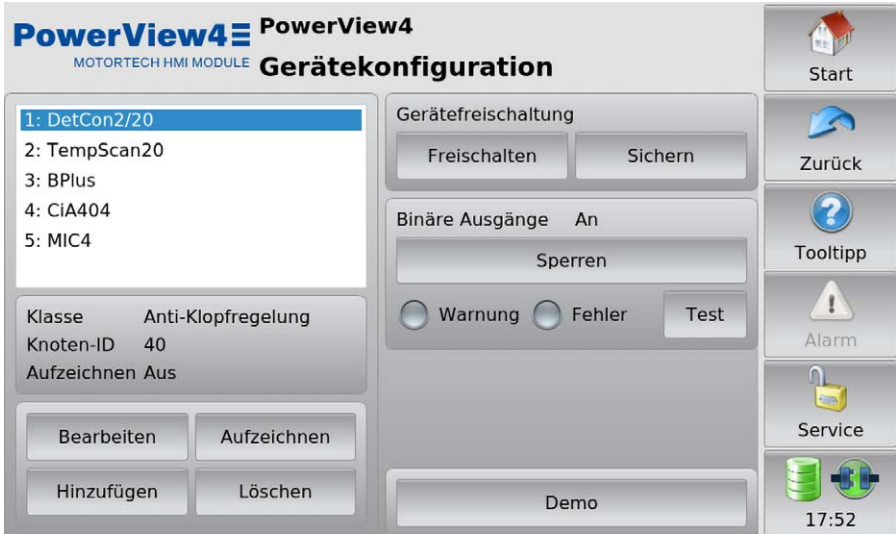 PowerView4
MOTORTECH HMI MODULE
PowerView4
Gerätekonfiguration
1: DetCon2/20
2: TempScan20
3: BPlus
4: CiA404
5: MIC4
Klasse Anti-Klopfregelung
Knoten-ID 40
Aufzeichnen Aus
Bearbeiten Aufzeichnen
Hinzufügen Löschen
Gerätefreischaltung
Freischalten Sichern
Binäre Ausgänge An
Sperren
Warnung Fehler Test
Demo
Start
Zurück
Tooltipp
Alarm
Service
17:52